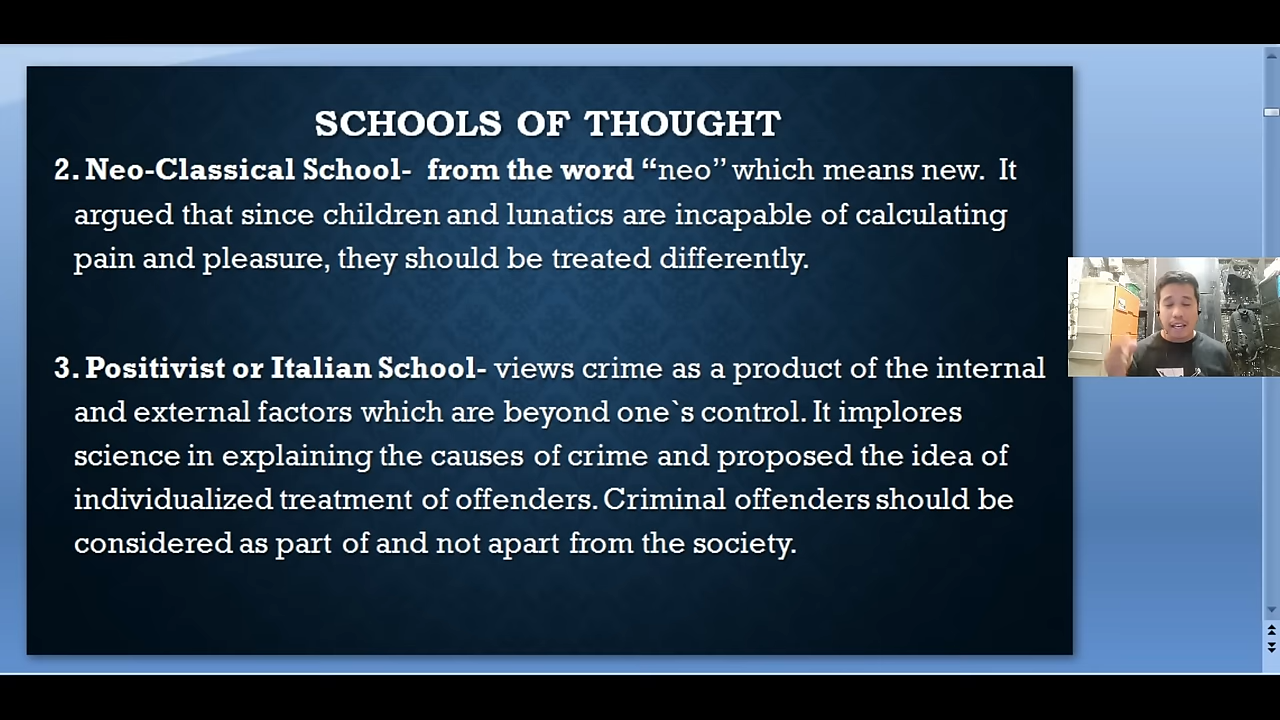 SCHOOLS OF THOUGHT
2. Neo-Classical School- from the word “neo” which means new. It
argued that since children and lunatics are incapable of calculating
pain and pleasure, they should be treated differently.
3. Positivist or Italian School- views crime as a product of the internal
and external factors which are beyond one`s control. It implores
science in explaining the causes of crime and proposed the idea of
individualized treatment of offenders. Criminal offenders should be
considered as part of and not apart from the society.